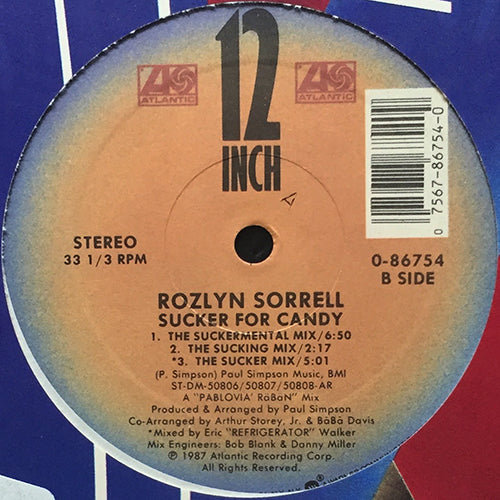 12
INCH
ATLANTIC
ATLANTIC
0 7567-86754-0
STEREO
33 1/3 RPM
0-86754
B SIDE
ROZLYN SORRELL
SUCKER FOR CANDY
1. THE SUCKERMENTAL MIX/6:50
2. THE SUCKING MIX/2:17
*3. THE SUCKER MIX/5:01
(P. Simpson) Paul Simpson Music, BMI
ST-DM-50806/50807/50808-AR
A "PABLOVIA' RōBāN" Mix
Produced & Arranged by Paul Simpson
Co-Arranged by Arthur Storey, Jr. & BāBā Davis
*Mixed by Eric "REFRIGERATOR" Walker
Mix Engineers: Bob Blank & Danny Miller
℗ 1987 Atlantic Recording Corp.
All Rights Reserved.